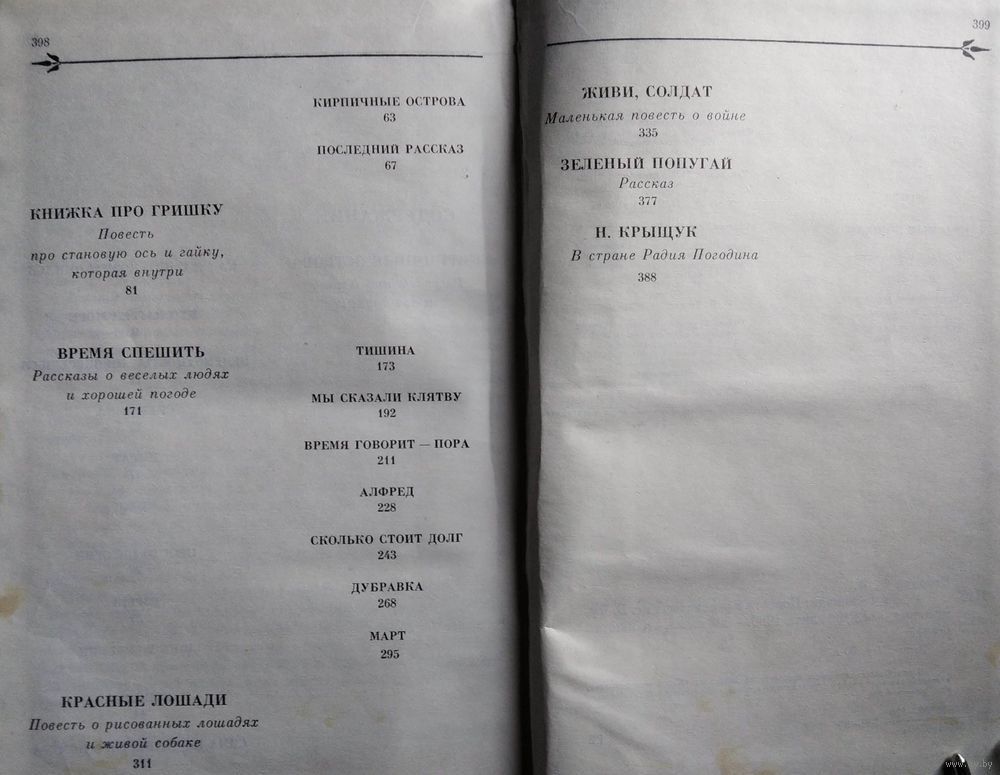 398
КИРПИЧНЫЕ ОСТРОВА
63
ПОСЛЕДНИЙ РАССКАЗ
67
КНИЖКА ПРО ГРИШКУ
Повесть
про становую ось и гайку,
которая внутри
81
ВРЕМЯ СПЕШИТЬ
Рассказы о веселых людях
и хорошей погоде
171
ТИШИНА
173
МЫ СКАЗАЛИ КЛЯТВУ
192
ВРЕМЯ ГОВОРИТ — ПОРА
211
АЛФРЕД
228
СКОЛЬКО СТОИТ ДОЛГ
243
ДУБРАВКА
268
МАРТ
295
КРАСНЫЕ ЛОШАДИ
Повесть о рисованных лошадях
и живой собаке
311
399
ЖИВИ, СОЛДАТ
Маленькая повесть о войне
335
ЗЕЛЕНЫЙ ПОПУГАЙ
Рассказ
377
Н. КРЫЩУК
В стране Радия Погодина
388